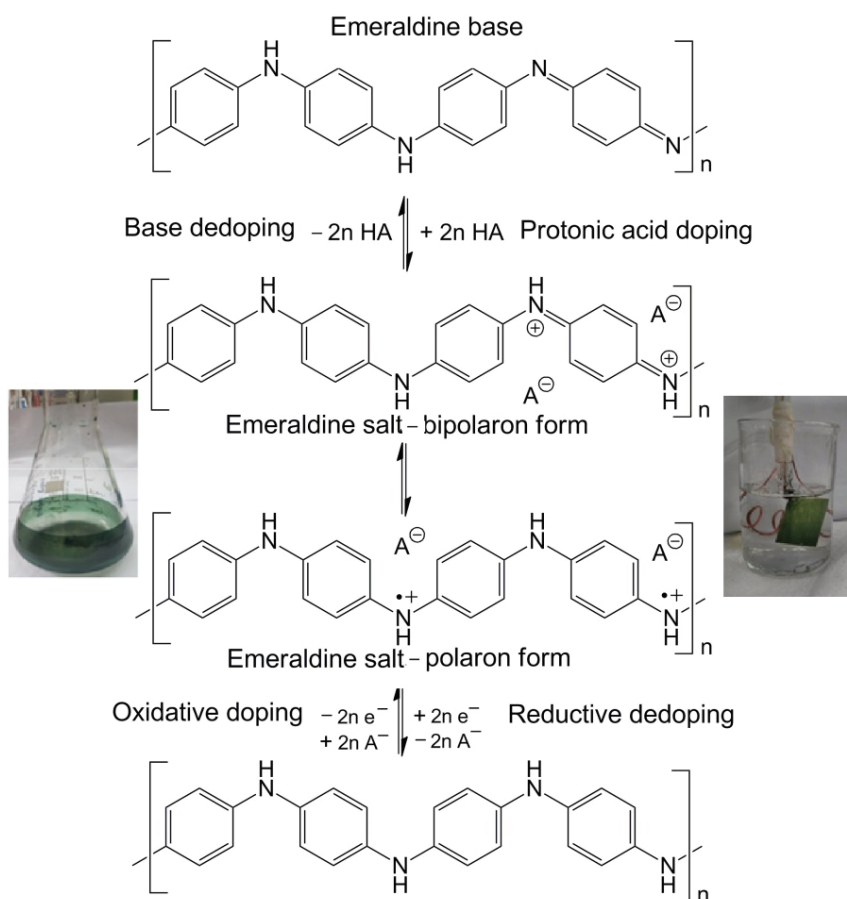 Emeraldine base
H
N
N
N
H
N
n
Base dedoping − 2n HA + 2n HA Protonic acid doping
H
N
H
N
⊕
A⊖
⊕
N
H
A⊖
N
H
n
Emeraldine salt – bipolaron form
H
N
A⊖
H
N
A⊖
•+
N
H
•+
N
H
n
Emeraldine salt – polaron form
Oxidative doping − 2n e− + 2n e− Reductive dedoping
+ 2n A− − 2n A−
H
N
H
N
N
H
N
H
n